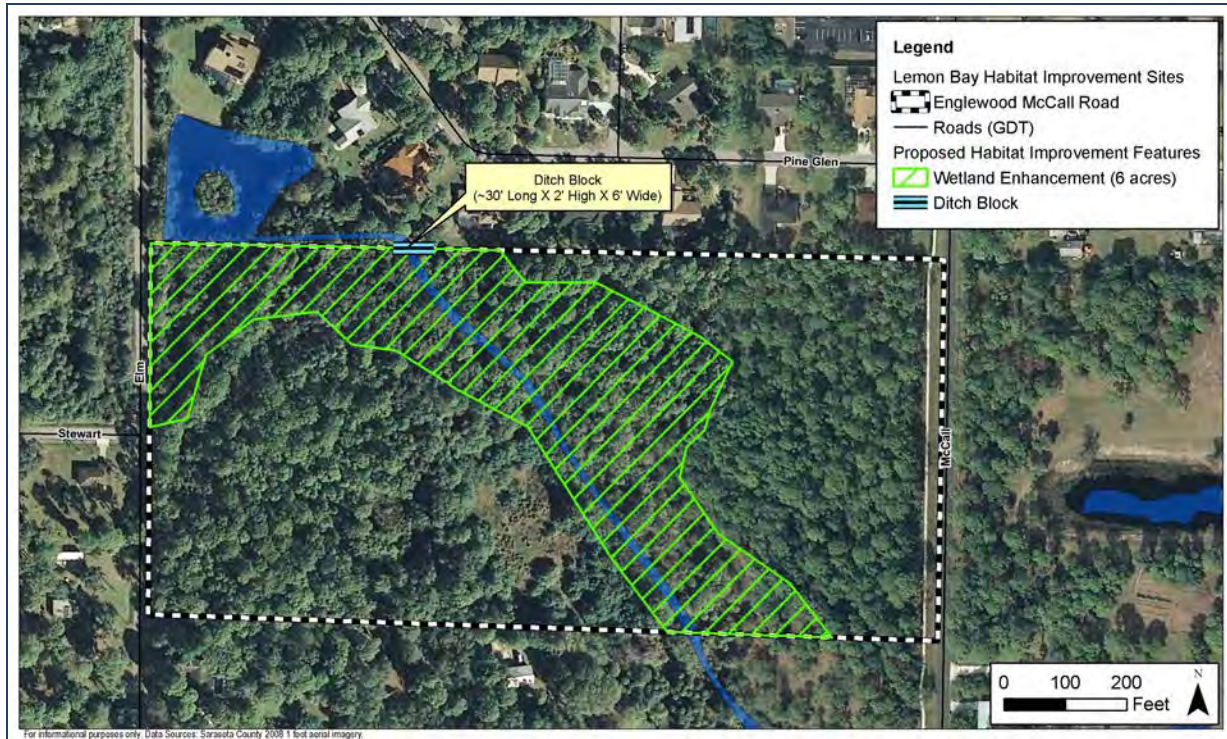 Legend
Lemon Bay Habitat Improvement Sites
Englewood McCall Road
Roads (GDT)
Proposed Habitat Improvement Features
Wetland Enhancement (6 acres)
Ditch Block
Pine Glen
Ditch Block
(~30' Long X 2' High X 6' Wide)
Elm
Stewart
McCall
0 100 200
Feet
N
For informational purposes only. Data Sources: Sarasota County 2008 1 foot aerial imagery.